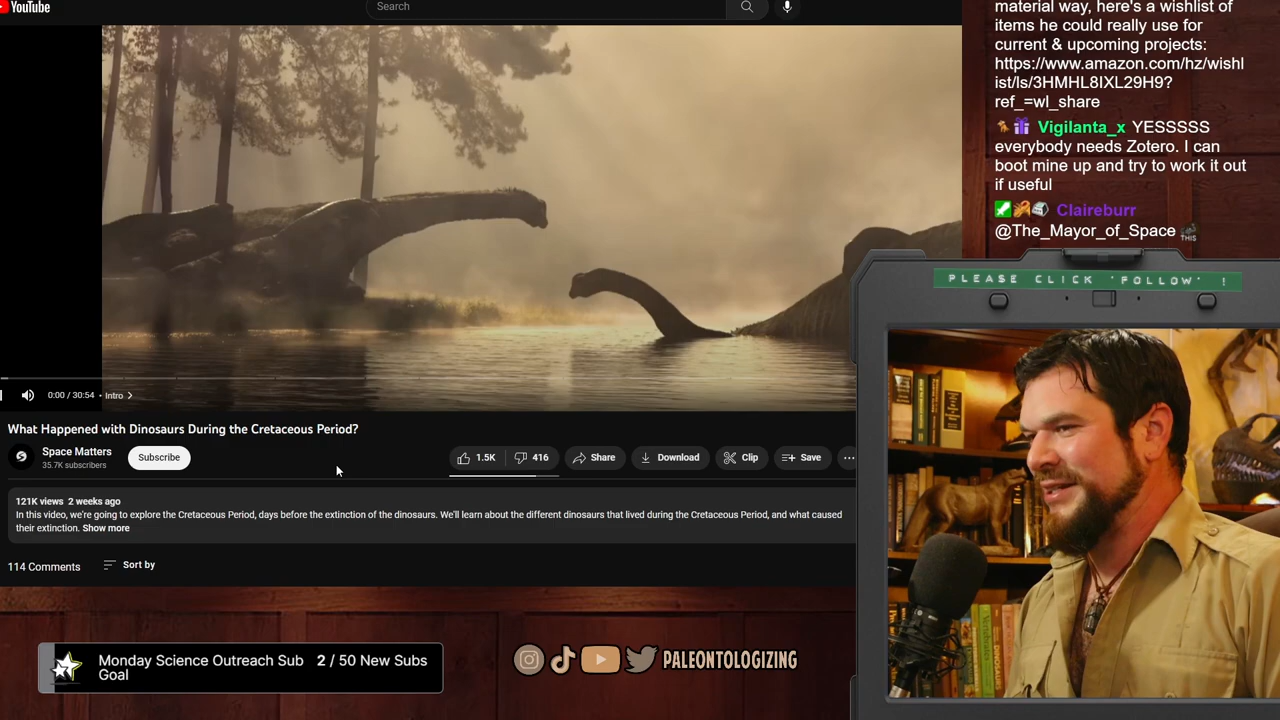 YouTube
Search
0:00 / 30:54 • Intro
What Happened with Dinosaurs During the Cretaceous Period?
Space Matters
35.7K subscribers
Subscribe
1.5K
416
Share
Download
Clip
Save
121K views 2 weeks ago
In this video, we're going to explore the Cretaceous Period, days before the extinction of the dinosaurs. We'll learn about the different dinosaurs that lived during the Cretaceous Period, and what caused
their extinction. Show more
114 Comments
Sort by
material way, here's a wishlist of
items he could really use for
current & upcoming projects:
https://www.amazon.com/hz/wishl
ist/ls/3HMHL8IXL29H9?
ref_=wl_share
Vigilanta_x YESSSSS
everybody needs Zotero. I can
boot mine up and try to work it out
if useful
Claireburr
@The_Mayor_of_Space THIS
PLEASE CLICK 'FOLLOW' !
Monday Science Outreach Sub
Goal
2 / 50 New Subs
PALEONTOLOGIZING